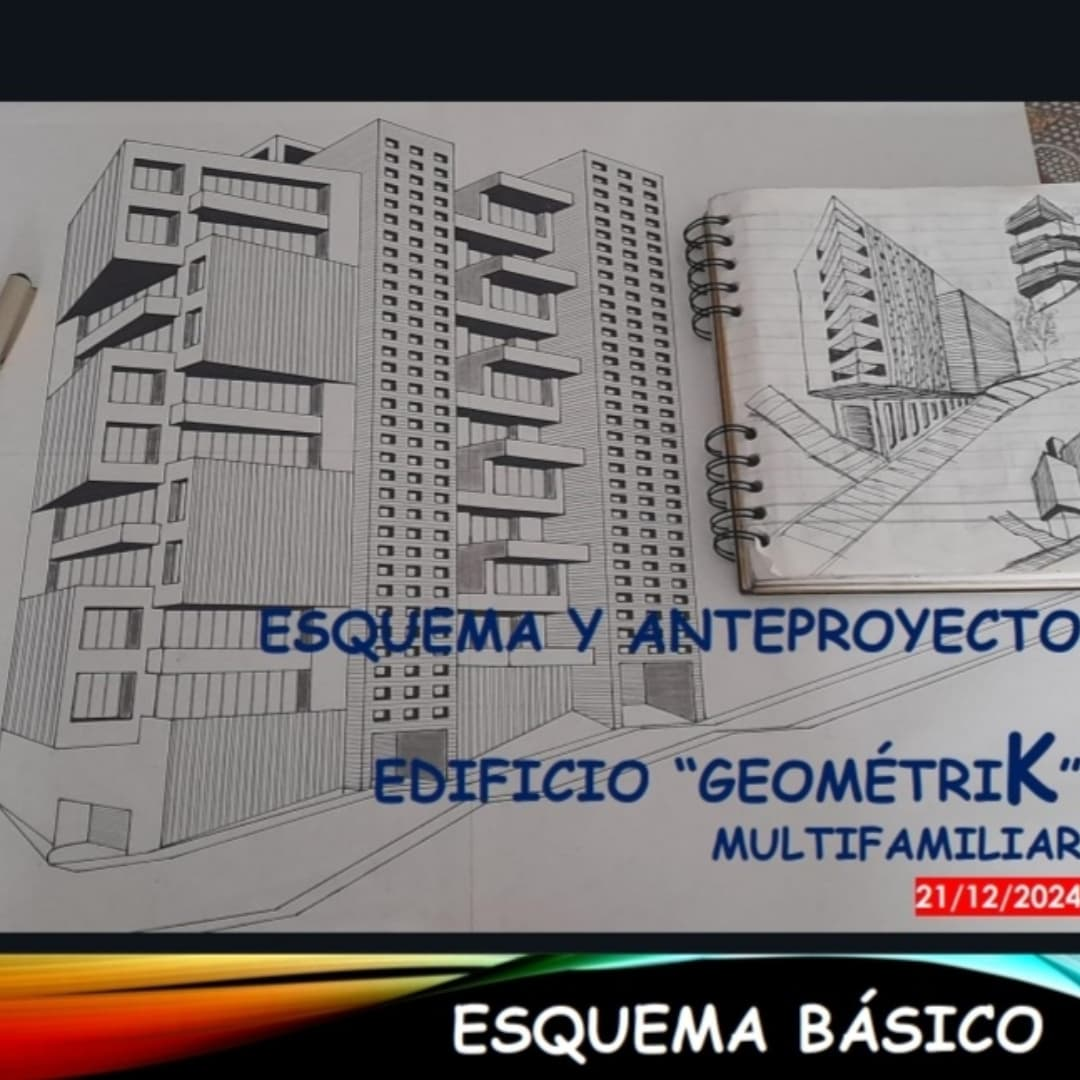 ESQUEMA Y ANTEPROYECTO
EDIFICIO “GEOMÉTRIK”
MULTIFAMILIAR
21/12/2024
ESQUEMA BÁSICO